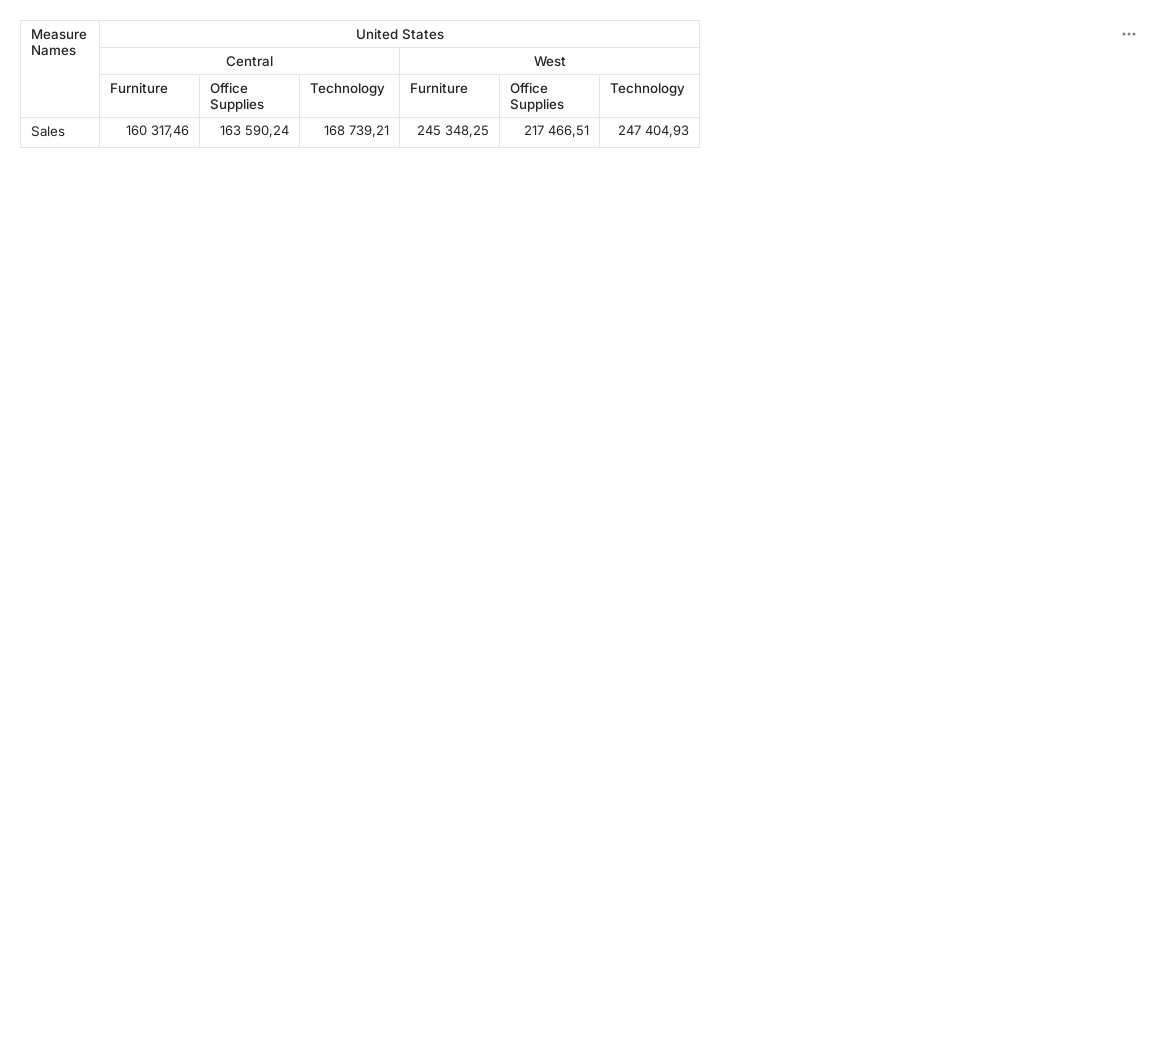 Measure Names
United States
Central West
Furniture Office Supplies Technology Furniture Office Supplies Technology
Sales 160 317,46 163 590,24 168 739,21 245 348,25 217 466,51 247 404,93